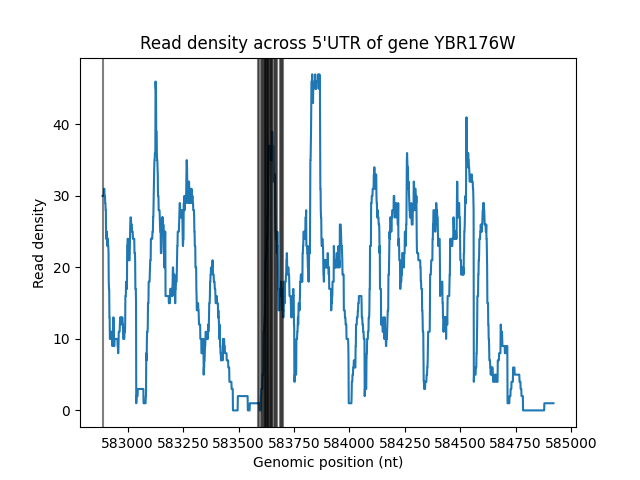 Read density across 5'UTR of gene YBR176W
40
30
20
10
0
Read density
583000 583250 583500 583750 584000 584250 584500 584750 585000
Genomic position (nt)